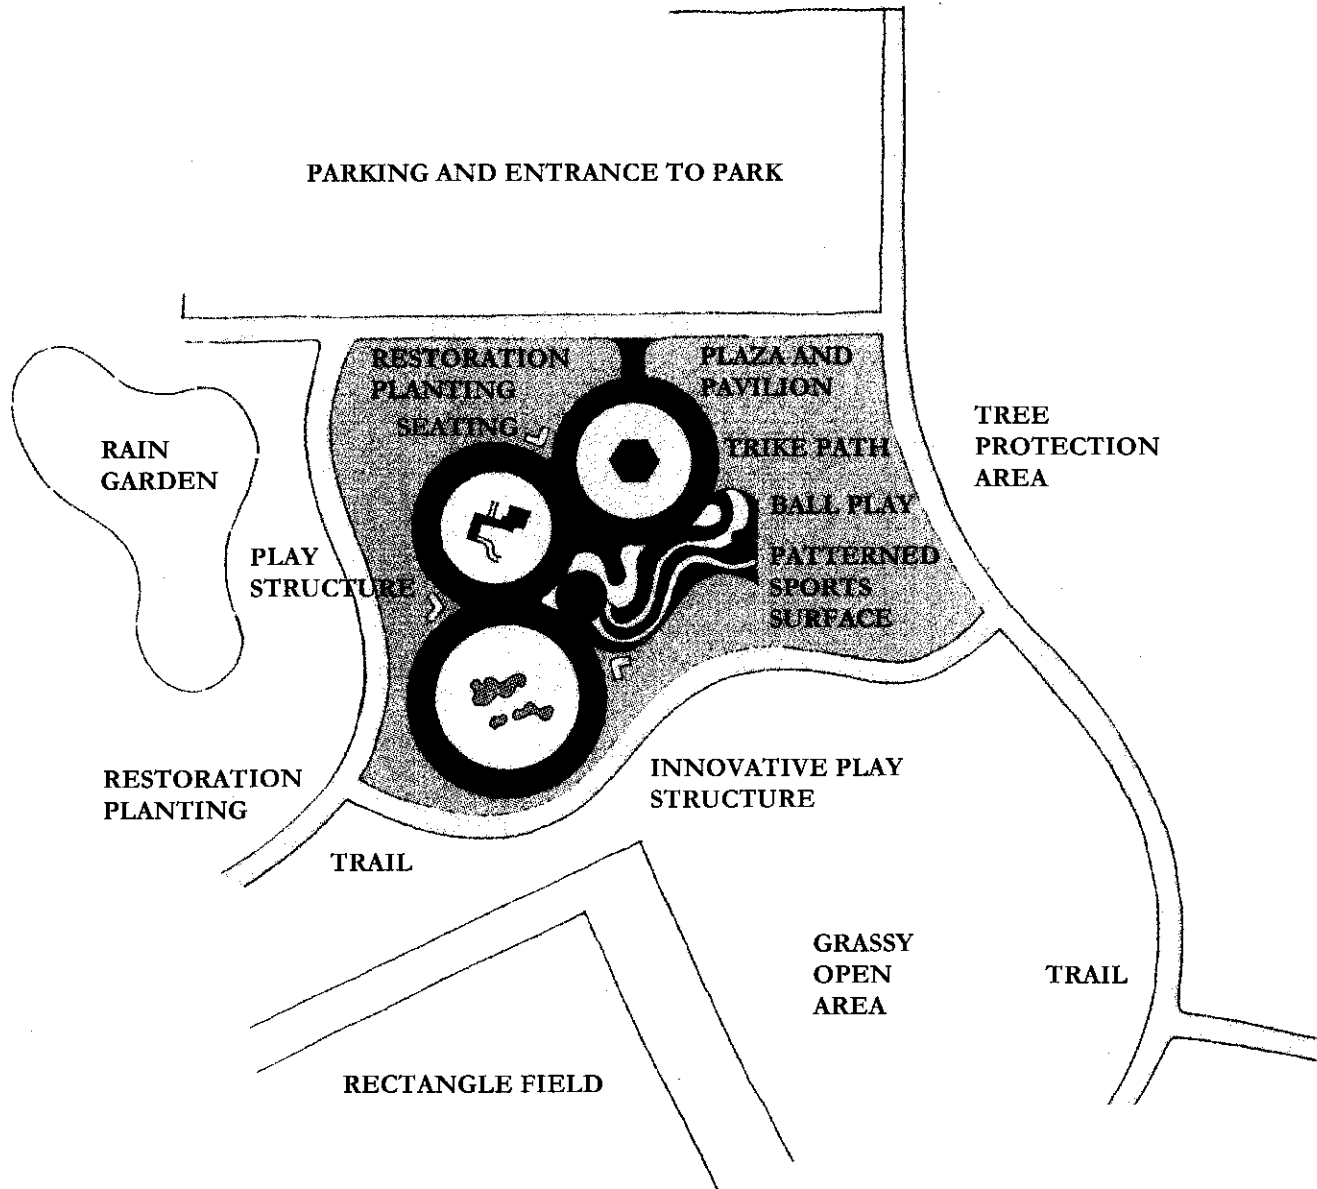 PARKING AND ENTRANCE TO PARK
RESTORATION
PLANTING
SEATING
PLAZA AND
PAVILION
TRIKE PATH
BALL PLAY
PATTERNED
SPORTS
SURFACE
TREE
PROTECTION
AREA
RAIN
GARDEN
PLAY
STRUCTURE
RESTORATION
PLANTING
INNOVATIVE PLAY
STRUCTURE
TRAIL
GRASSY
OPEN
AREA
TRAIL
RECTANGLE FIELD